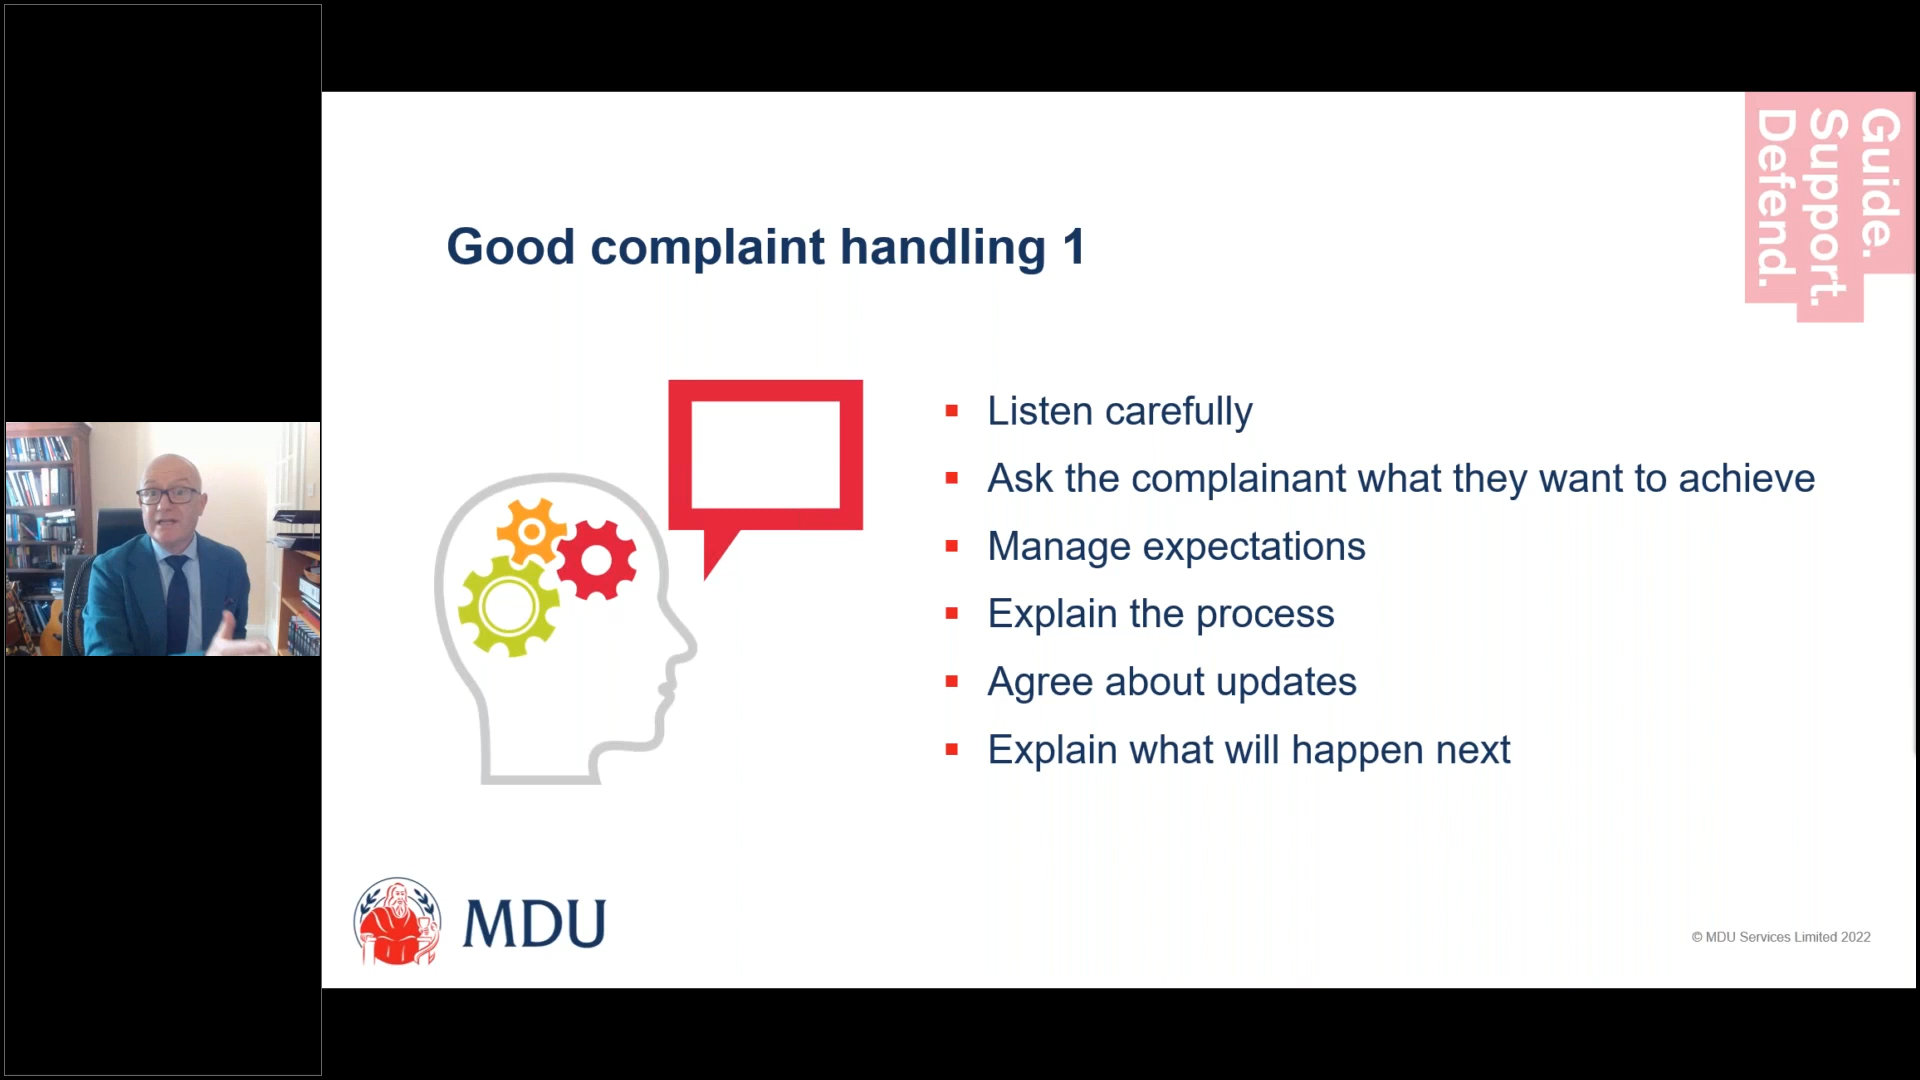 Guide.
Support.
Defend.
Good complaint handling 1
Listen carefully
Ask the complainant what they want to achieve
Manage expectations
Explain the process
Agree about updates
Explain what will happen next
MDU
© MDU Services Limited 2022